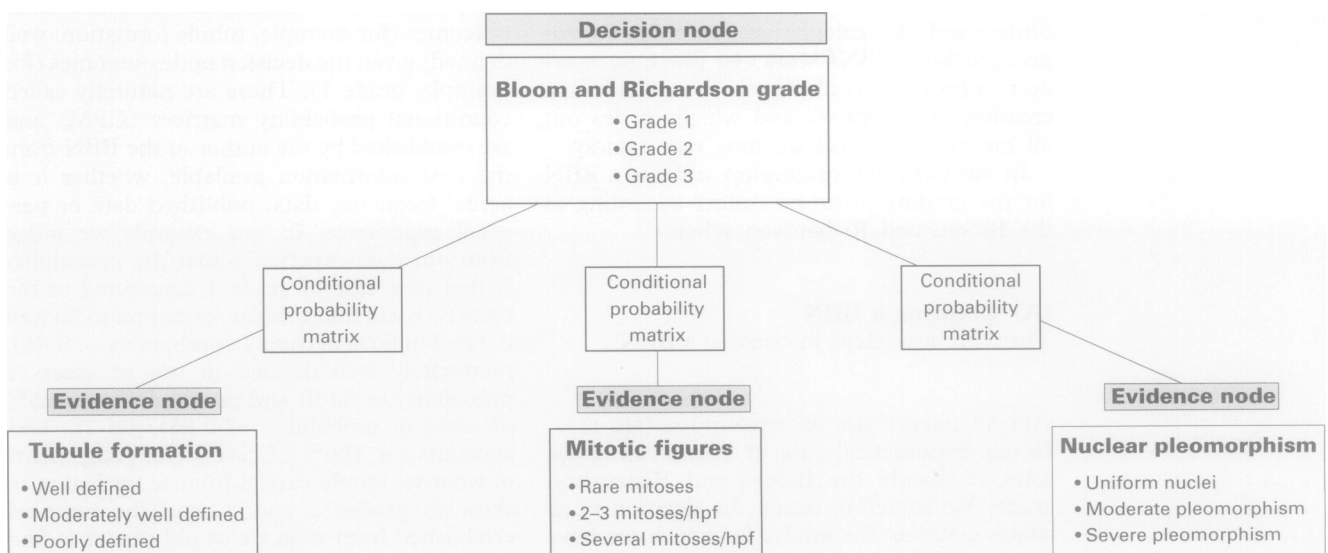 Decision node
Bloom and Richardson grade
• Grade 1
• Grade 2
• Grade 3
Conditional
probability
matrix
Conditional
probability
matrix
Conditional
probability
matrix
Evidence node
Tubule formation
• Well defined
• Moderately well defined
• Poorly defined
Evidence node
Mitotic figures
• Rare mitoses
• 2–3 mitoses/hpf
• Several mitoses/hpf
Evidence node
Nuclear pleomorphism
• Uniform nuclei
• Moderate pleomorphism
• Severe pleomorphism